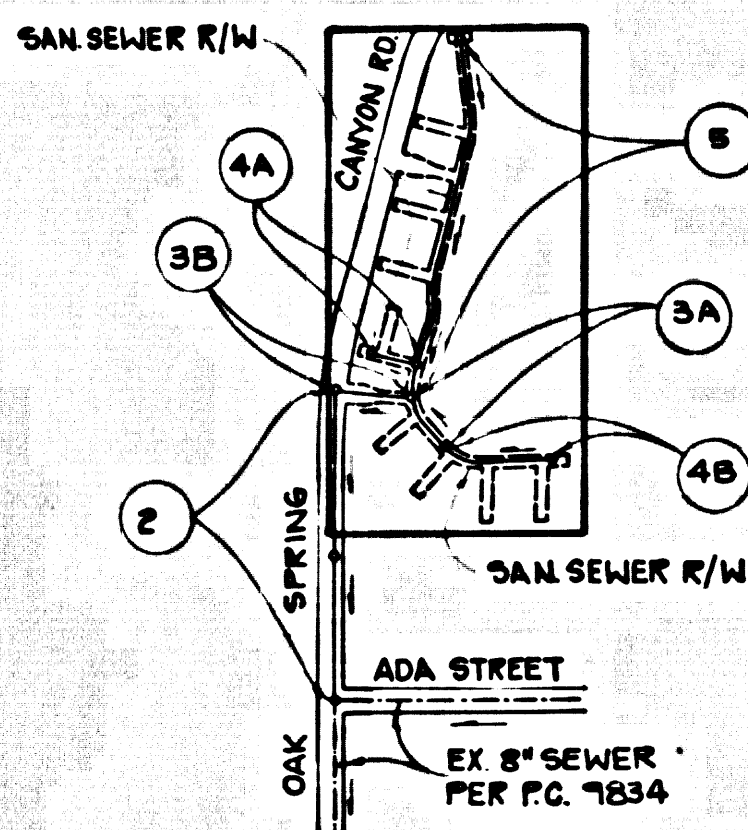 SAN. SEWER R/W
CANYON RD.
5
4A
3B
3A
4B
2
SPRING
SAN. SEWER R/W
ADA STREET
OAK
EX. 8" SEWER
PER P.C. 9834